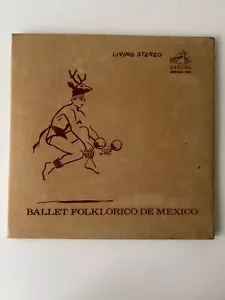 LIVING STEREO
BALLET FOLKLORICO DE MEXICO